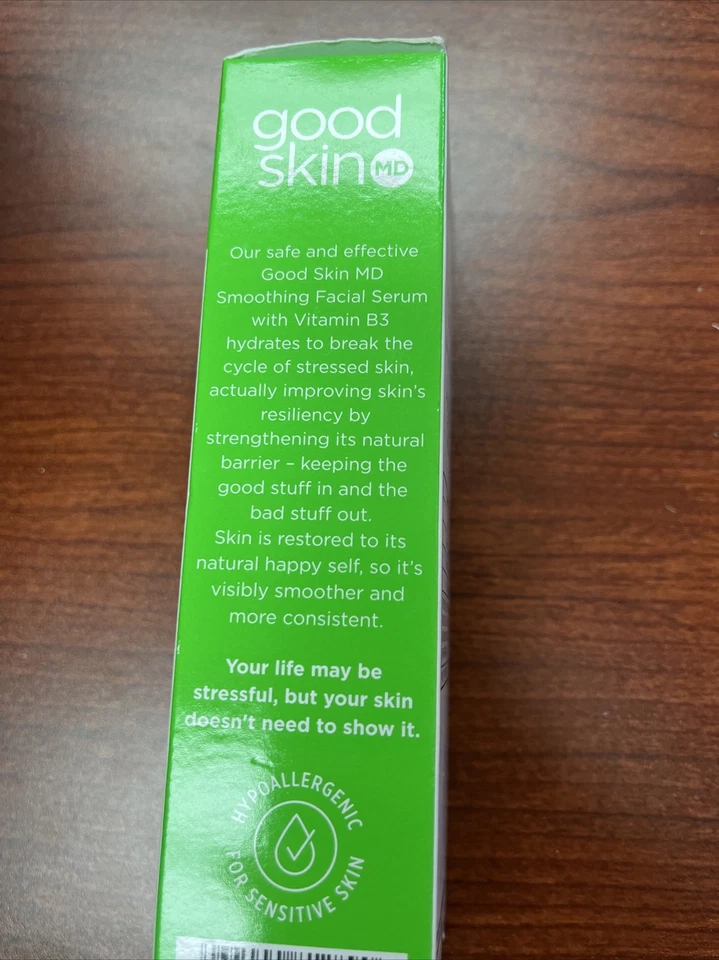 good
skin MD
Our safe and effective
Good Skin MD
Smoothing Facial Serum
with Vitamin B3
hydrates to break the
cycle of stressed skin,
actually improving skin's
resiliency by
strengthening its natural
barrier – keeping the
good stuff in and the
bad stuff out.
Skin is restored to its
natural happy self, so it's
visibly smoother and
more consistent.
Your life may be
stressful, but your skin
doesn't need to show it.
HYPOALLERGENIC
FOR SENSITIVE SKIN